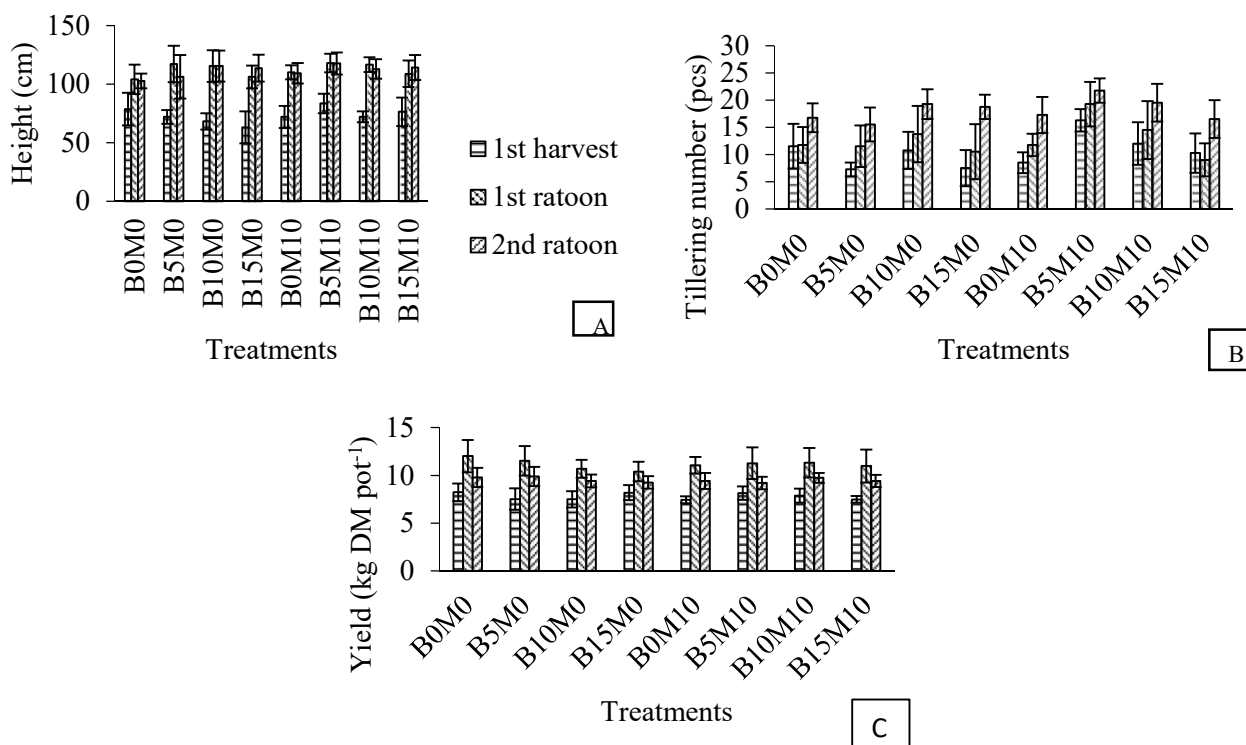 Height (cm)
150
100
50
0
B0M0
B5M0
B10M0
B15M0
B0M10
B5M10
B10M10
B15M10
Treatments
A
1st harvest
1st ratoon
2nd ratoon
Tillering number (pcs)
30
25
20
15
10
5
0
B0M0
B5M0
B10M0
B15M0
B0M10
B5M10
B10M10
B15M10
Treatments
B
Yield (kg DM pot-1)
15
10
5
0
B0M0
B5M0
B10M0
B15M0
B0M10
B5M10
B10M10
B15M10
Treatments
C